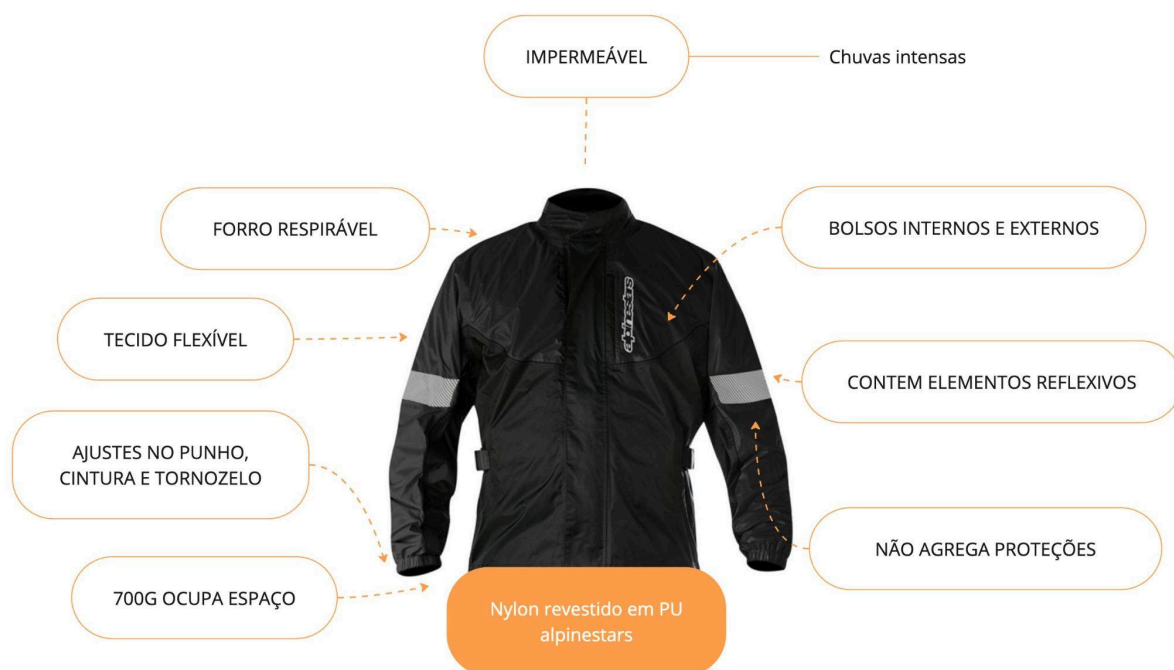 IMPERMEÁVEL
Chuvas intensas
FORRO RESPIRÁVEL
BOLSOS INTERNOS E EXTERNOS
alpinestars
TECIDO FLEXÍVEL
CONTEM ELEMENTOS REFLEXIVOS
AJUSTES NO PUNHO,
CINTURA E TORNOZELO
NÃO AGREGA PROTEÇÕES
700G OCUPA ESPAÇO
Nylon revestido em PU
alpinestars